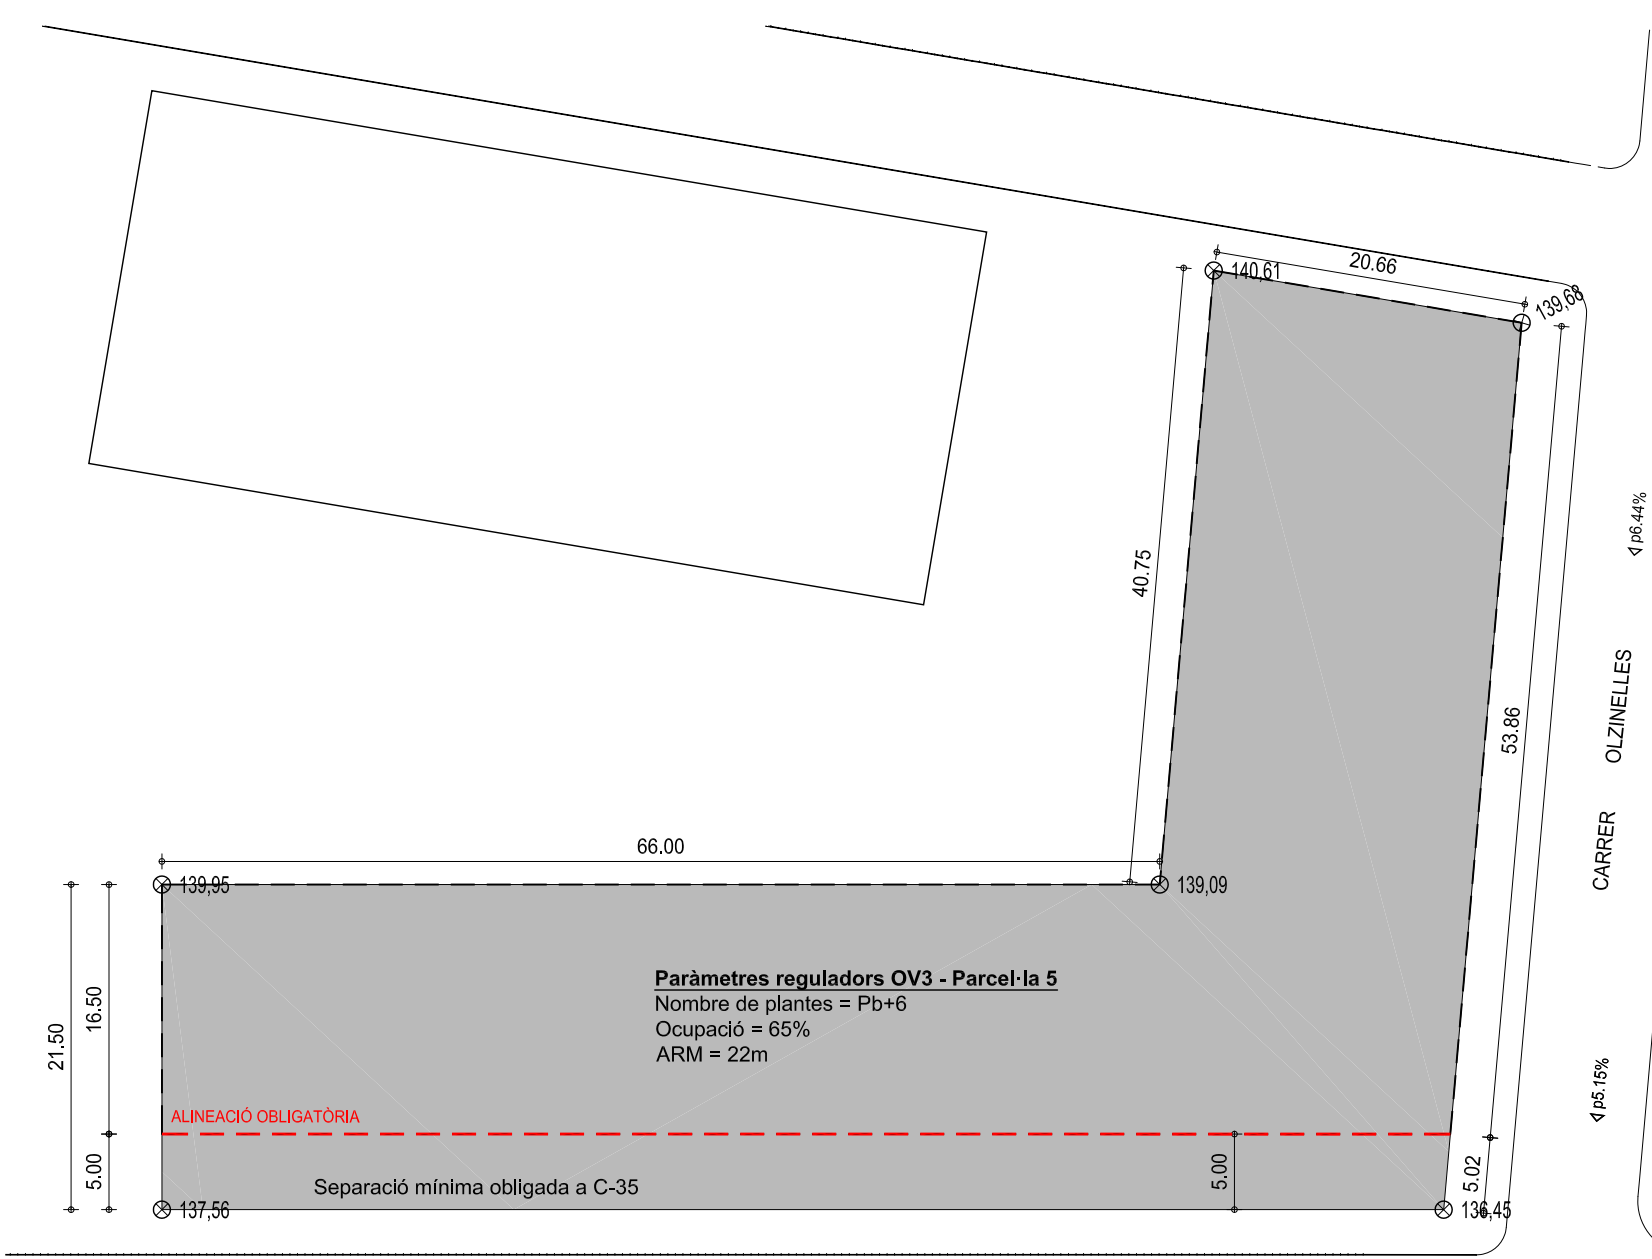 20.66
140,61
139,68
p6.44%
40.75
53.86
CARRER OLZINELLES
66.00
139,95
139,09
Paràmetres reguladors OV3 - Parcel·la 5
Nombre de plantes = Pb+6
Ocupació = 65%
ARM = 22m
21.50
16.50
p5.15%
ALINEACIÓ OBLIGATÒRIA
5.00
5.00
5.02
Separació mínima obligada a C-35
137,56
136,45